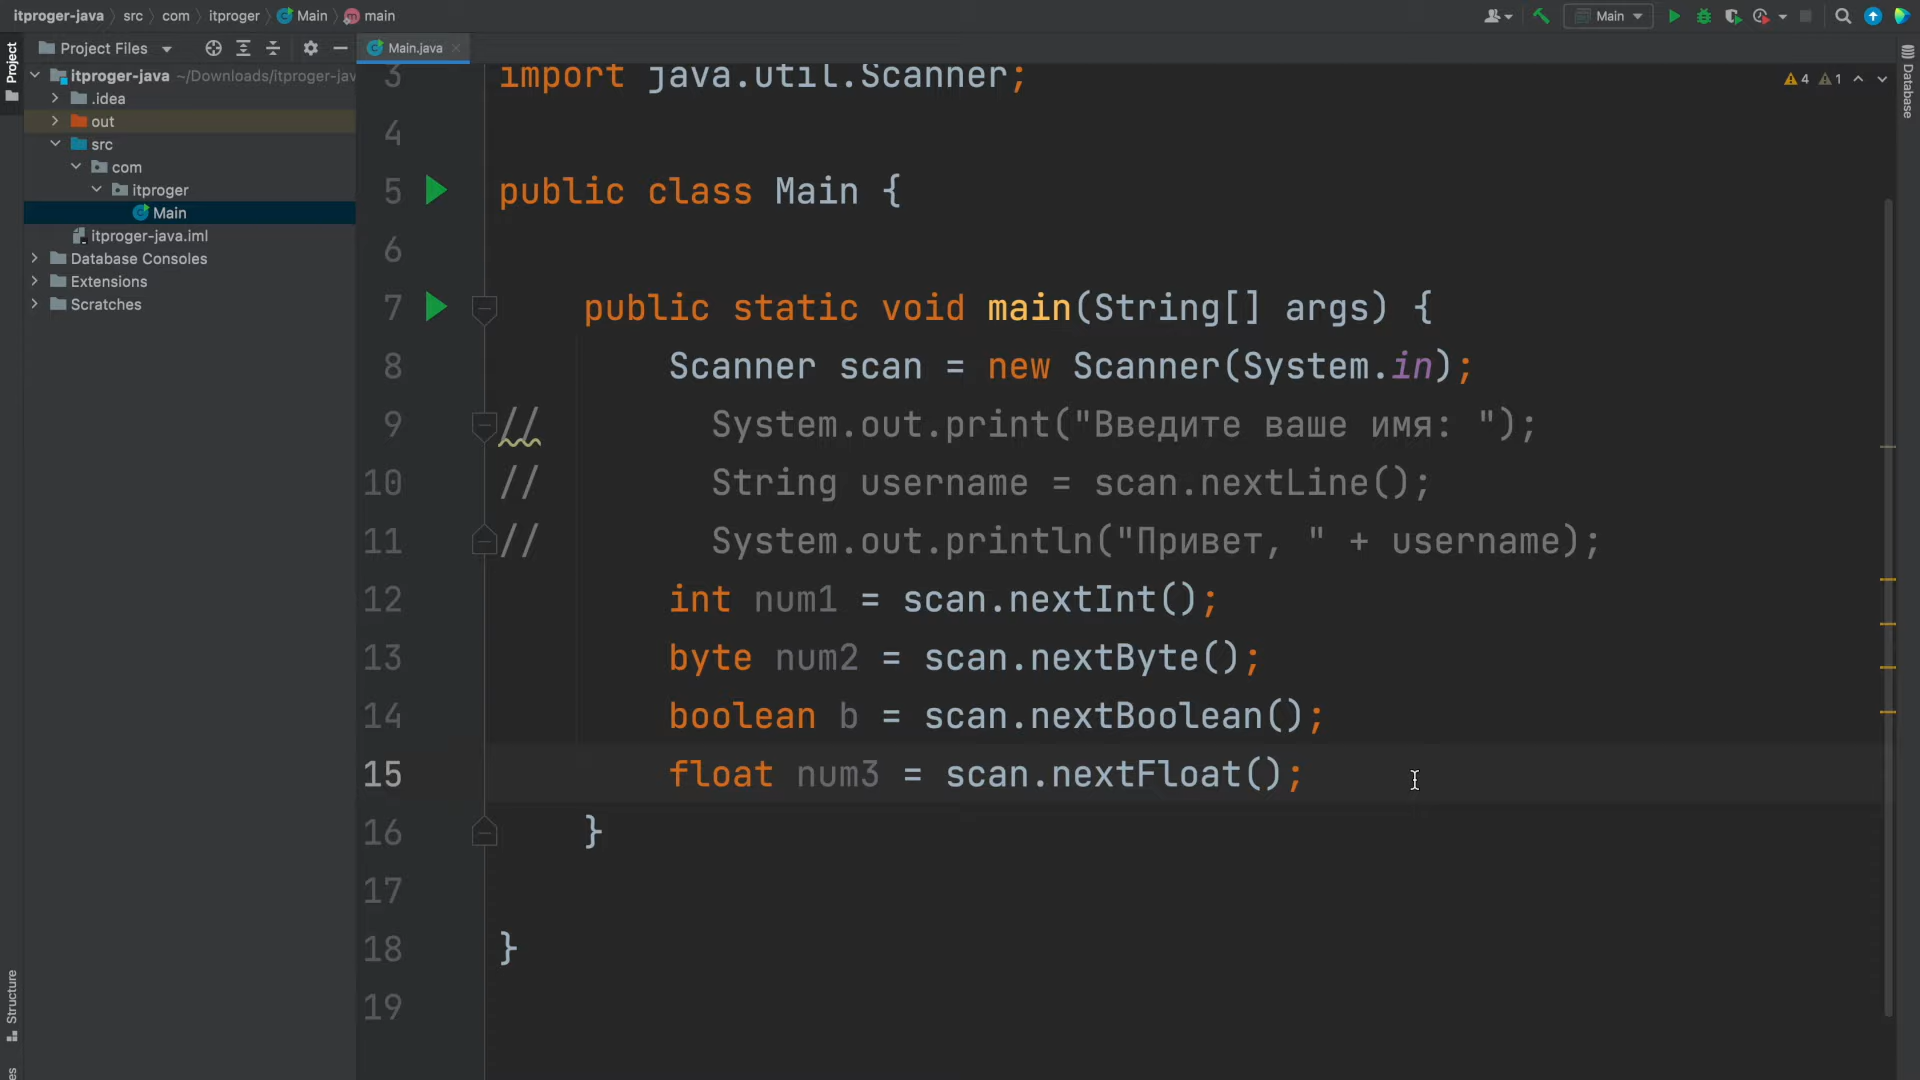 itproger-java src com itproger Main main
Main
Project
Project Files
Main.java
itproger-java ~/Downloads/itproger-jav
.idea
out
src
com
itproger
Main
itproger-java.iml
Database Consoles
Extensions
Scratches
Structure
4 1
Database
3 import java.util.Scanner;
4
5 public class Main {
6
7 public static void main(String[] args) {
8 Scanner scan = new Scanner(System.in);
9 // System.out.print("Введите ваше имя: ");
10 // String username = scan.nextLine();
11 // System.out.println("Привет, " + username);
12 int num1 = scan.nextInt();
13 byte num2 = scan.nextByte();
14 boolean b = scan.nextBoolean();
15 float num3 = scan.nextFloat();
16 }
17
18 }
19